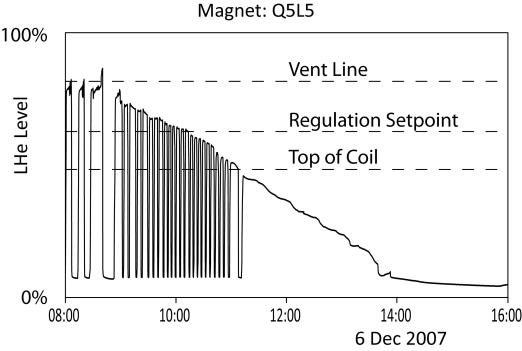 Magnet: Q5L5
100%
Vent Line
Regulation Setpoint
Top of Coil
LHe Level
0%
08:00 10:00 12:00 14:00 16:00
6 Dec 2007